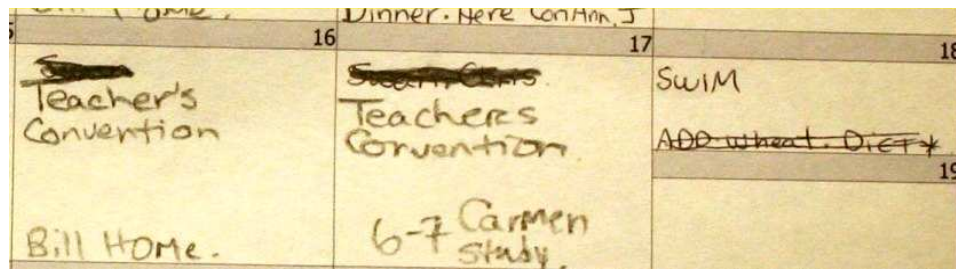 Dinner. Here
16
17
18
Teacher's
Convention
Bill HOMe.
Teachers
Convention
6-7 Carmen
Study.
SWIM
ADD wheat. DiET*
19